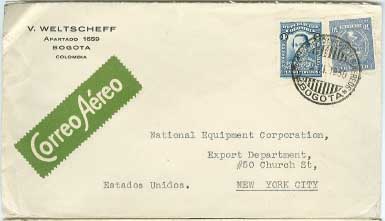 V. WELTSCHEFF
APARTADO 1659
BOGOTA
COLOMBIA
Correo Aéreo
BOGOTA
National Equipment Corporation,
Export Department,
#50 Church St,
Estados Unidos. NEW YORK CITY